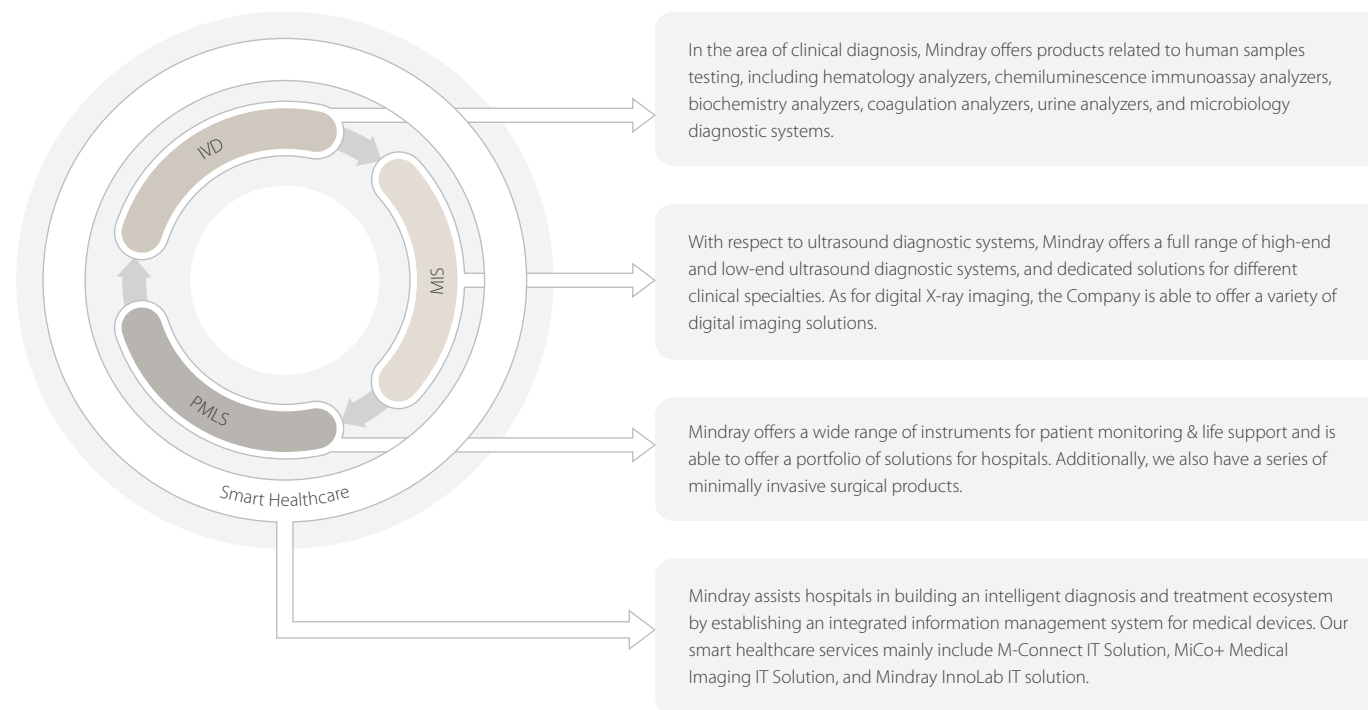 IVD
In the area of clinical diagnosis, Mindray offers products related to human samples
testing, including hematology analyzers, chemiluminescence immunoassay analyzers,
biochemistry analyzers, coagulation analyzers, urine analyzers, and microbiology
diagnostic systems.
MIS
With respect to ultrasound diagnostic systems, Mindray offers a full range of high-end
and low-end ultrasound diagnostic systems, and dedicated solutions for different
clinical specialties. As for digital X-ray imaging, the Company is able to offer a variety of
digital imaging solutions.
PMLS
Mindray offers a wide range of instruments for patient monitoring & life support and is
able to offer a portfolio of solutions for hospitals. Additionally, we also have a series of
minimally invasive surgical products.
Smart Healthcare
Mindray assists hospitals in building an intelligent diagnosis and treatment ecosystem
by establishing an integrated information management system for medical devices. Our
smart healthcare services mainly include M-Connect IT Solution, MiCo+ Medical
Imaging IT Solution, and Mindray InnoLab IT solution.